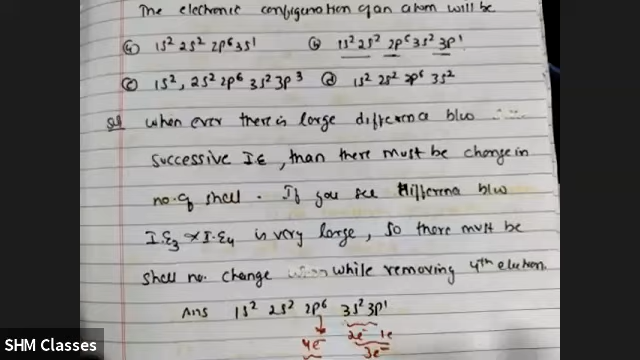 The electronic configuration of an atom will be
(a) 1s² 2s² 2p⁶ 3s¹ (b) 1s² 2s² 2p⁶ 3s² 3p¹
(c) 1s², 2s² 2p⁶ 3s² 3p³ (d) 1s² 2s² 2p⁶ 3s²
when ever there is large difference b/w
successive I.E, than there must be change in
no. of shell. If you see difference b/w
I.E₃ & I.E₄ is very large, so there must be
shell no. change while removing 4th electron.
Ans 1s² 2s² 2p⁶ 3s² 3p¹
2e⁻ 1e
4e⁻ 3e⁻
SHM Classes